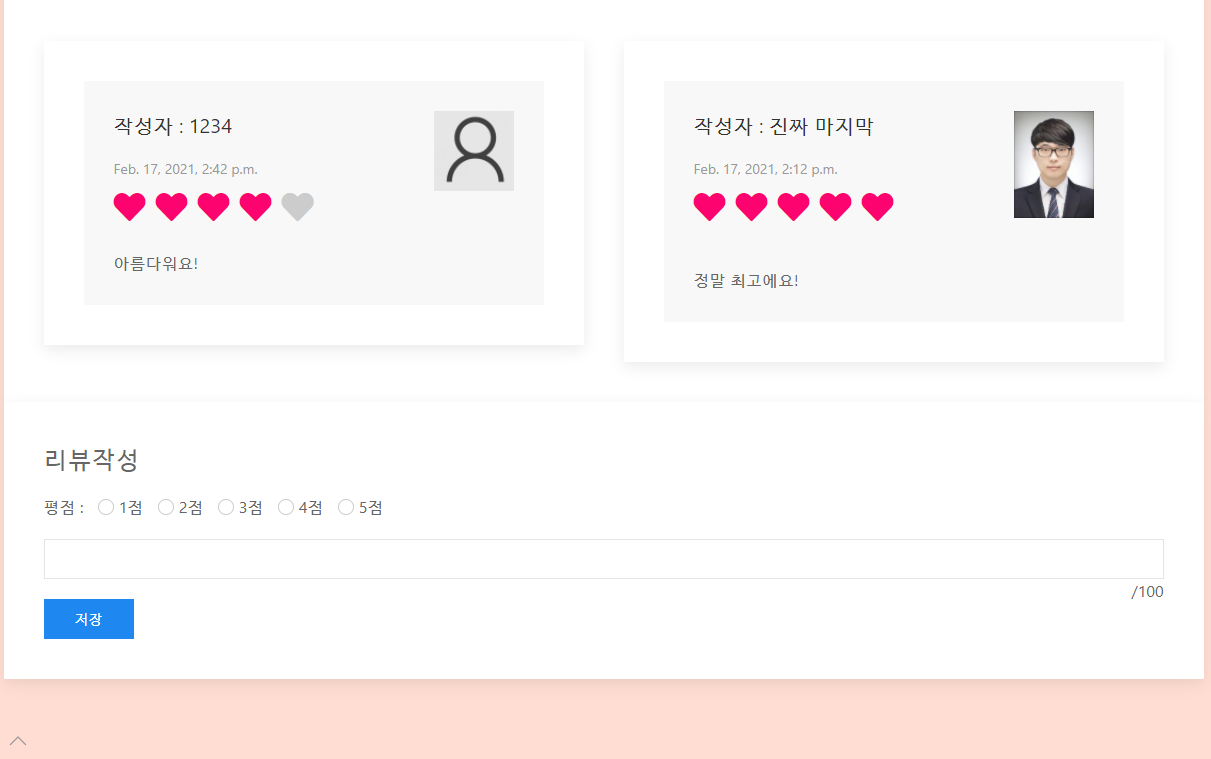 작성자 : 1234
Feb. 17, 2021, 2:42 p.m.
아름다워요!
작성자 : 진짜 마지막
Feb. 17, 2021, 2:12 p.m.
정말 최고에요!
리뷰작성
평점 : 1점 2점 3점 4점 5점
/100
저장